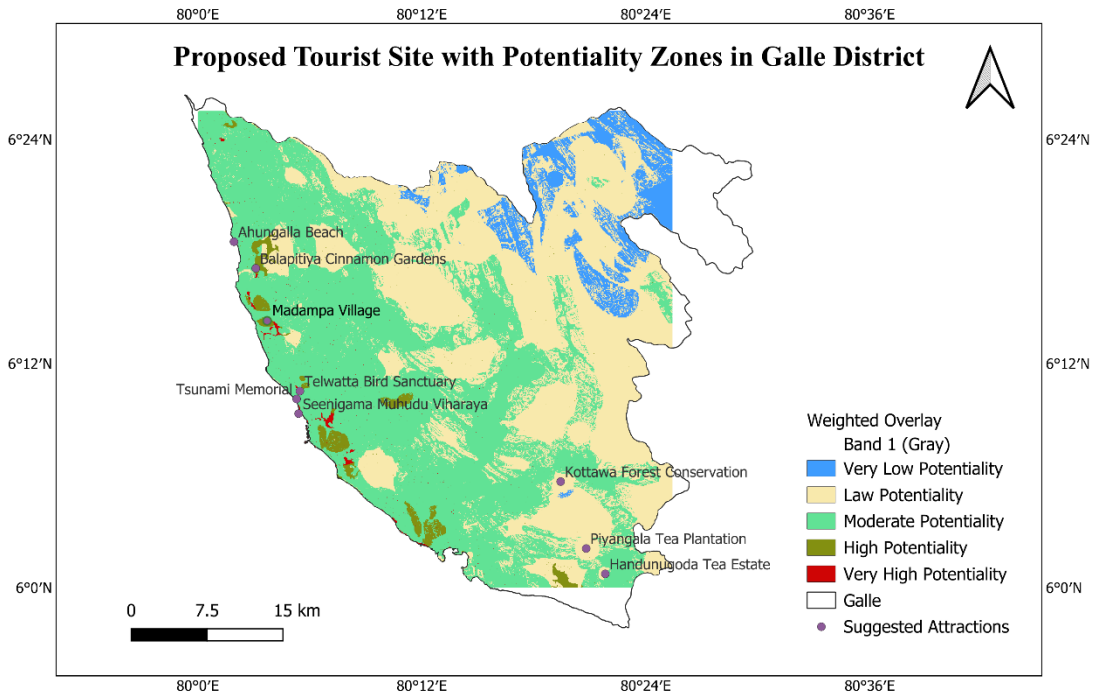 80°0′E 80°12′E 80°24′E 80°36′E
Proposed Tourist Site with Potentiality Zones in Galle District
6°24′N 6°24′N
Ahungalla Beach
Balapitiya Cinnamon Gardens
Madampa Village
6°12′N 6°12′N
Telwatta Bird Sanctuary
Tsunami Memorial
Seenigama Muhudu Viharaya
Kottawa Forest Conservation
Piyangala Tea Plantation
Handunugoda Tea Estate
6°0′N 6°0′N
Weighted Overlay
Band 1 (Gray)
Very Low Potentiality
Law Potentiality
Moderate Potentiality
High Potentiality
Very High Potentiality
Galle
Suggested Attractions
0 7.5 15 km
80°0′E 80°12′E 80°24′E 80°36′E